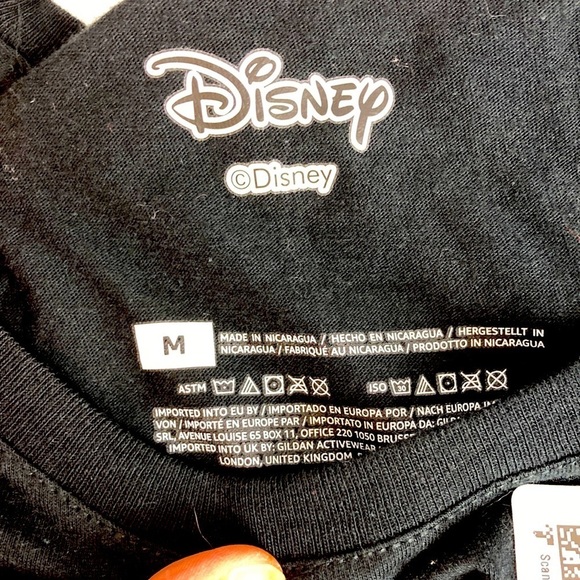 Disney
©Disney
M
MADE IN NICARAGUA / HECHO EN NICARAGUA / HERGESTELLT IN
NICARAGUA / FABRIQUÉ AU NICARAGUA / PRODOTTO IN NICARAGUA
ASTM
ISO 30
IMPORTED INTO EU BY / IMPORTADO EN EUROPA POR / NACH EUROPA
VON / IMPORTÉ EN EUROPE PAR / IMPORTATO IN EUROPA DA:
SRL, AVENUE LOUISE 65 BOX 11, OFFICE 220 1050
IMPORTED INTO UK BY: GILDAN ACTIVEWEAR
LONDON, UNITED KINGDOM,
Scan